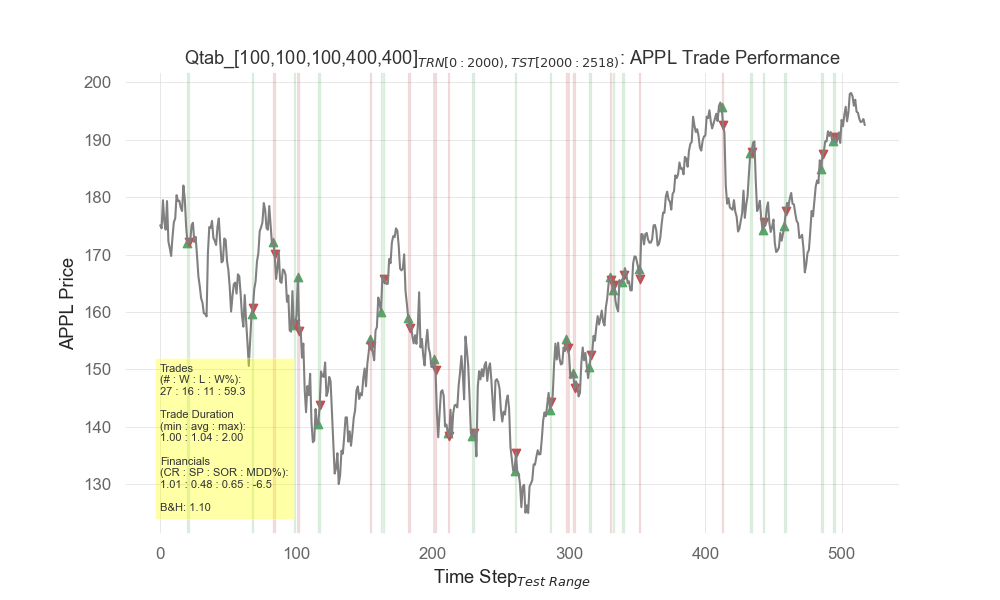 Qtab_[100,100,100,400,400]TRN[0 : 2000), TST[2000 : 2518) : APPL Trade Performance
200
190
180
170
160
150
140
130
APPL Price
Trades
(# : W : L : W%):
27 : 16 : 11 : 59.3
Trade Duration
(min : avg : max):
1.00 : 1.04 : 2.00
Financials
(CR : SP : SOR : MDD%):
1.01 : 0.48 : 0.65 : -6.5
B&H: 1.10
0 100 200 300 400 500
Time Step Test Range